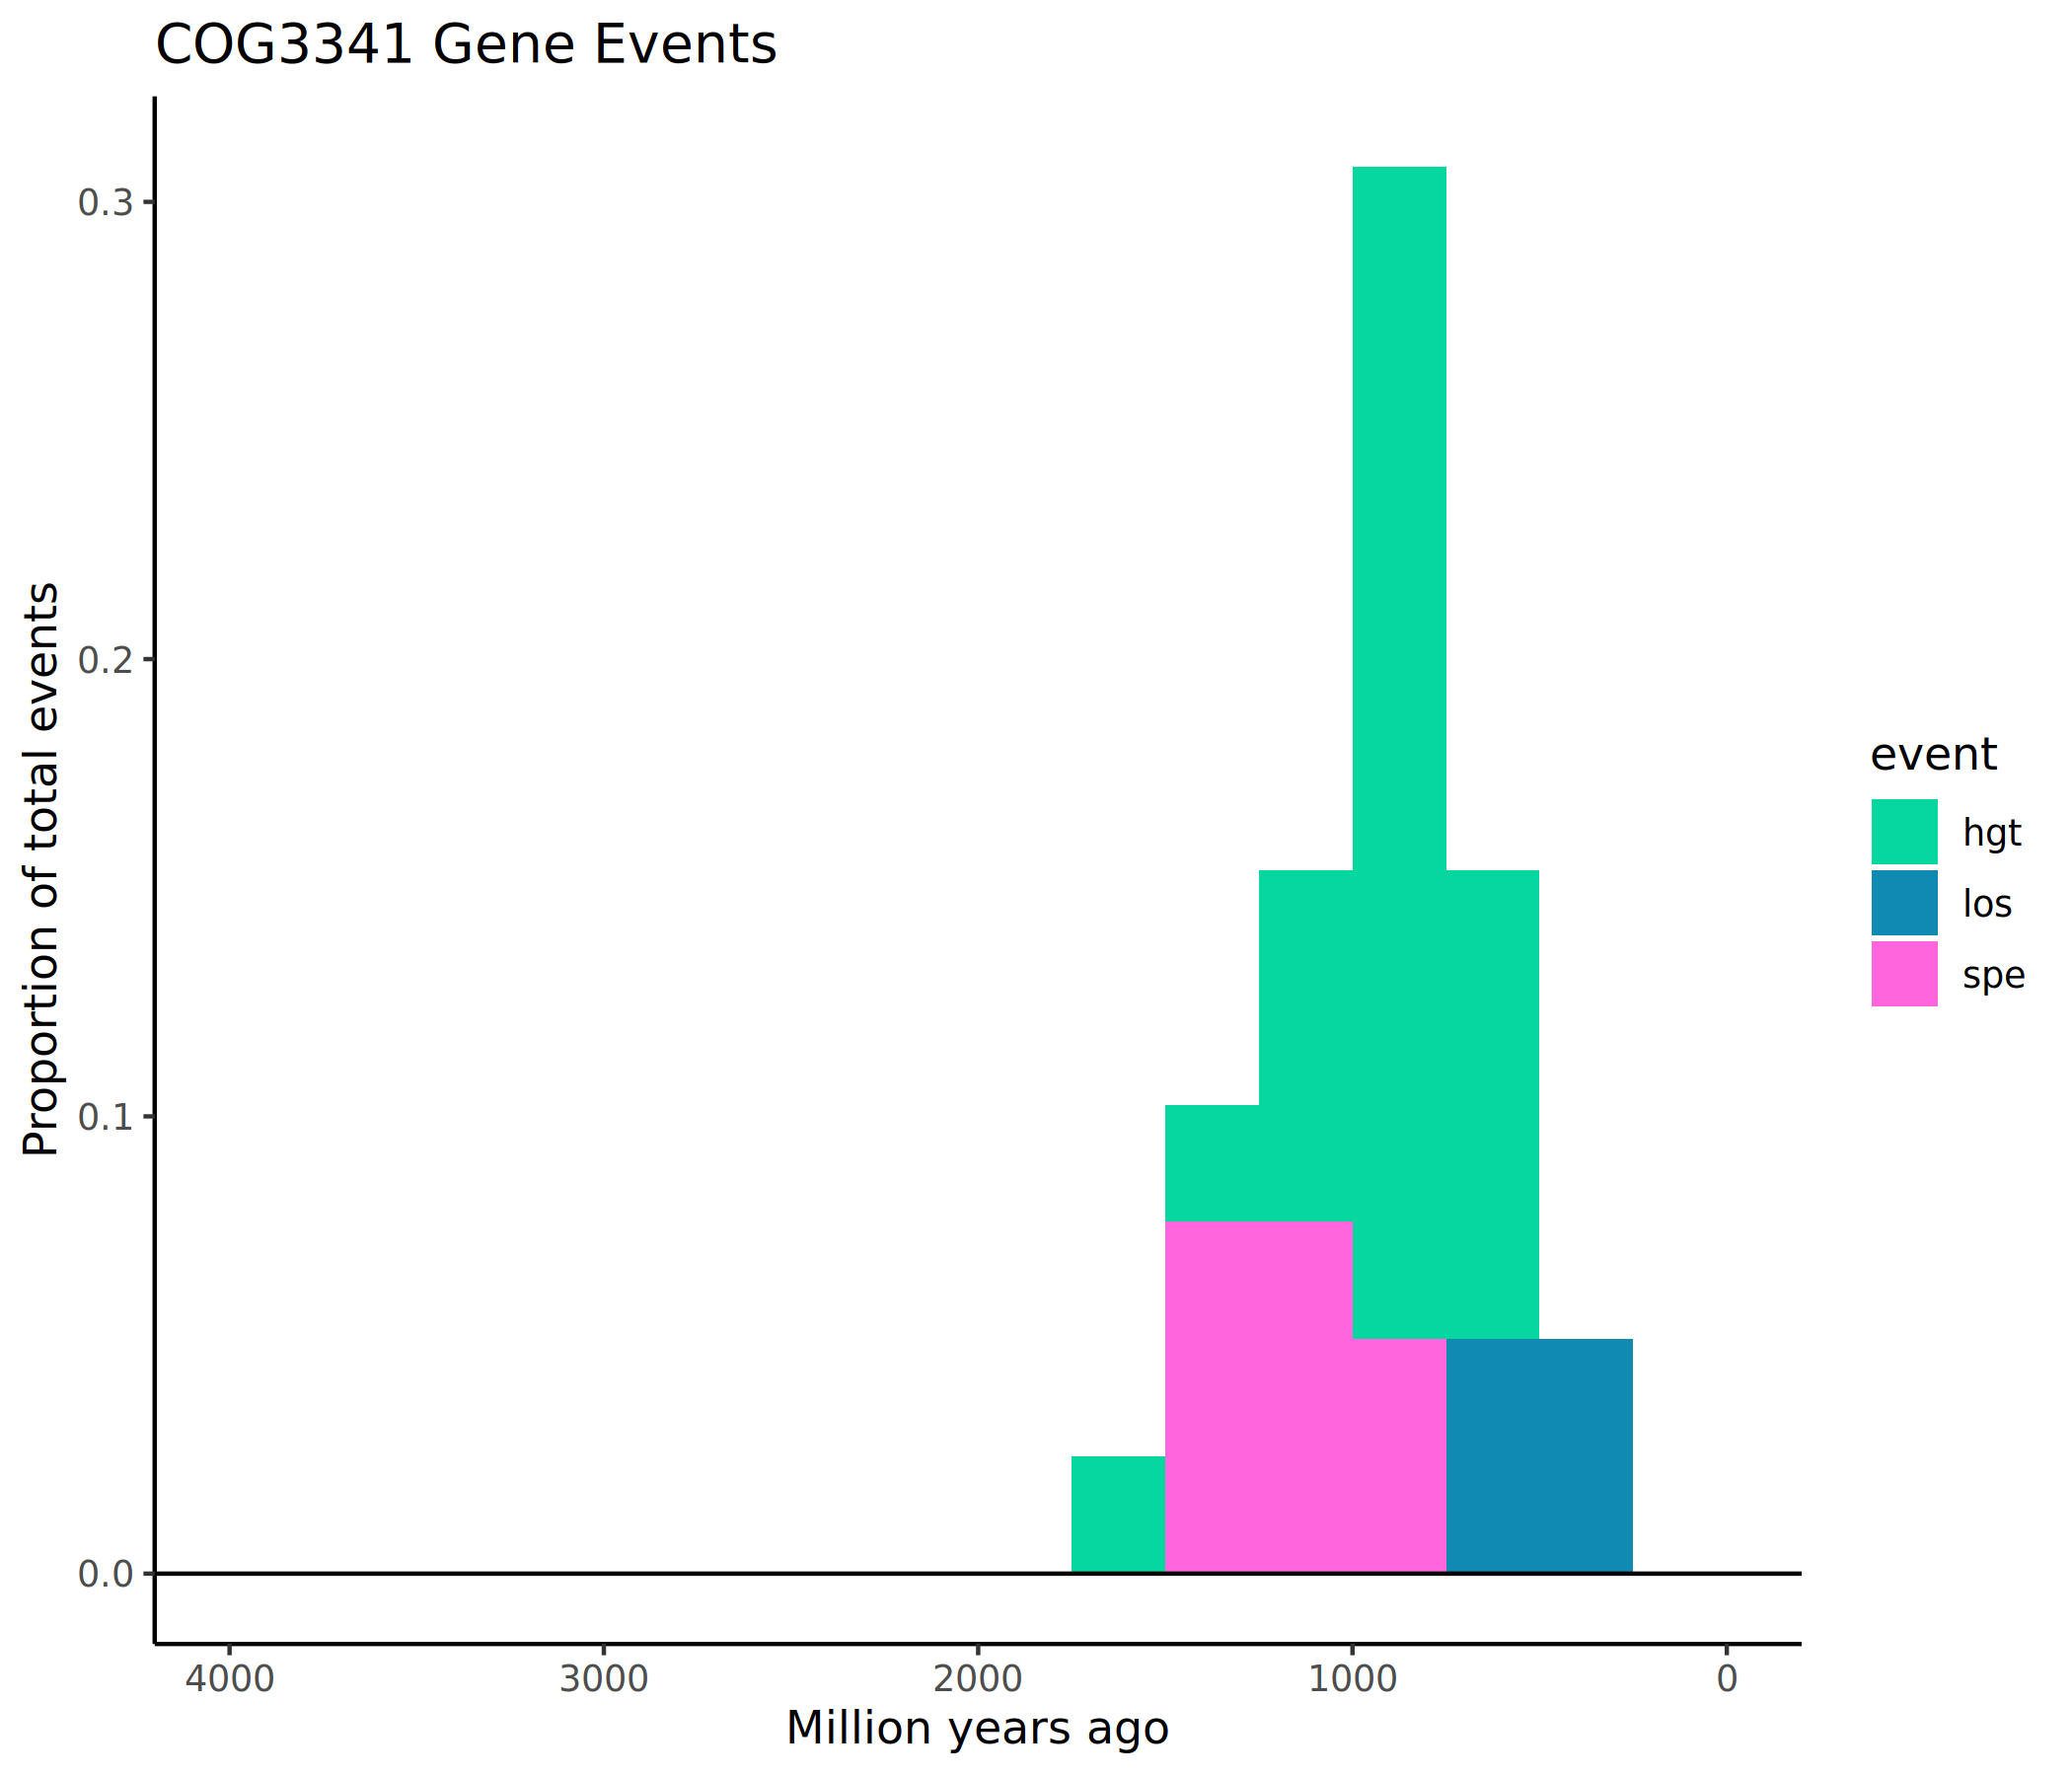 COG3341 Gene Events
Proportion of total events
0.3
0.2
0.1
0.0
4000 3000 2000 1000 0
Million years ago
event
hgt
los
spe